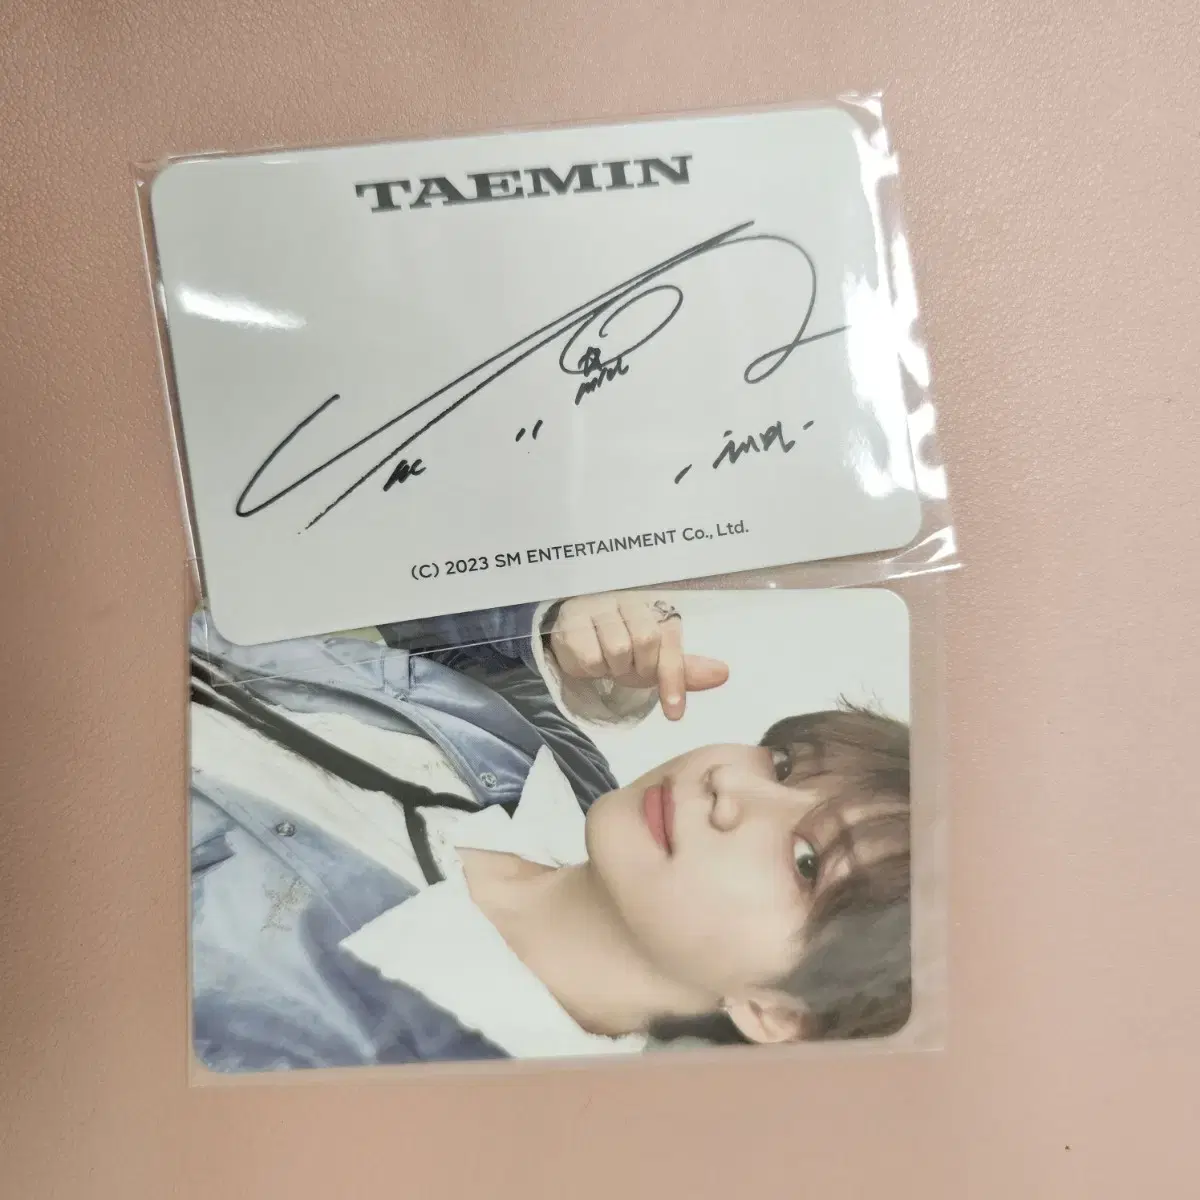 TAEMIN
(C) 2023 SM ENTERTAINMENT Co., Ltd.